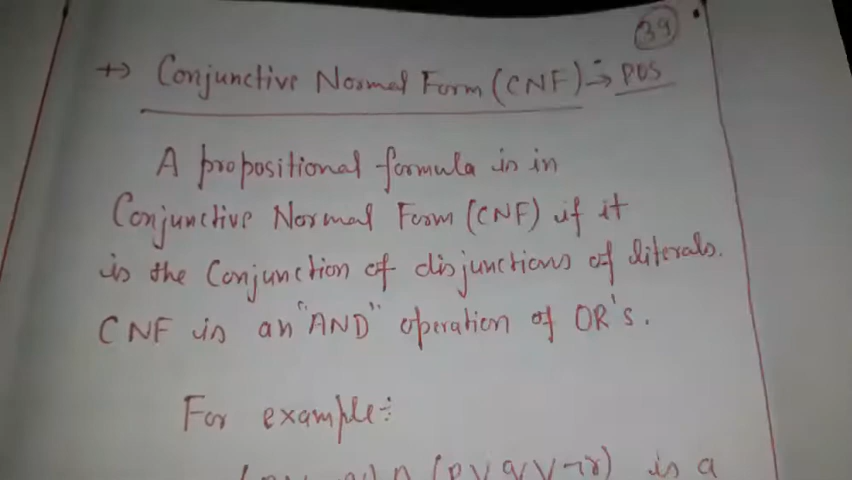 39
+→ Conjunctive Normal Form (CNF) → POS
A propositional formula is in
Conjunctive Normal Form (CNF) if it
is the Conjunction of disjunctions of literals.
CNF is an "AND" operation of OR's.
For example:
∧ (p ∨ q ∨ ¬r) is a